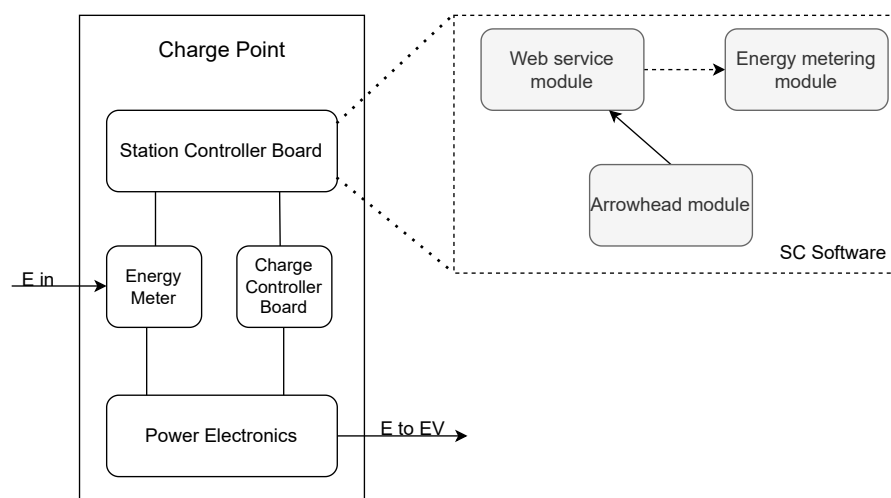 Charge Point
Station Controller Board
E in
Energy
Meter
Charge
Controller
Board
Power Electronics
E to EV
Web service
module
Energy metering
module
Arrowhead module
SC Software